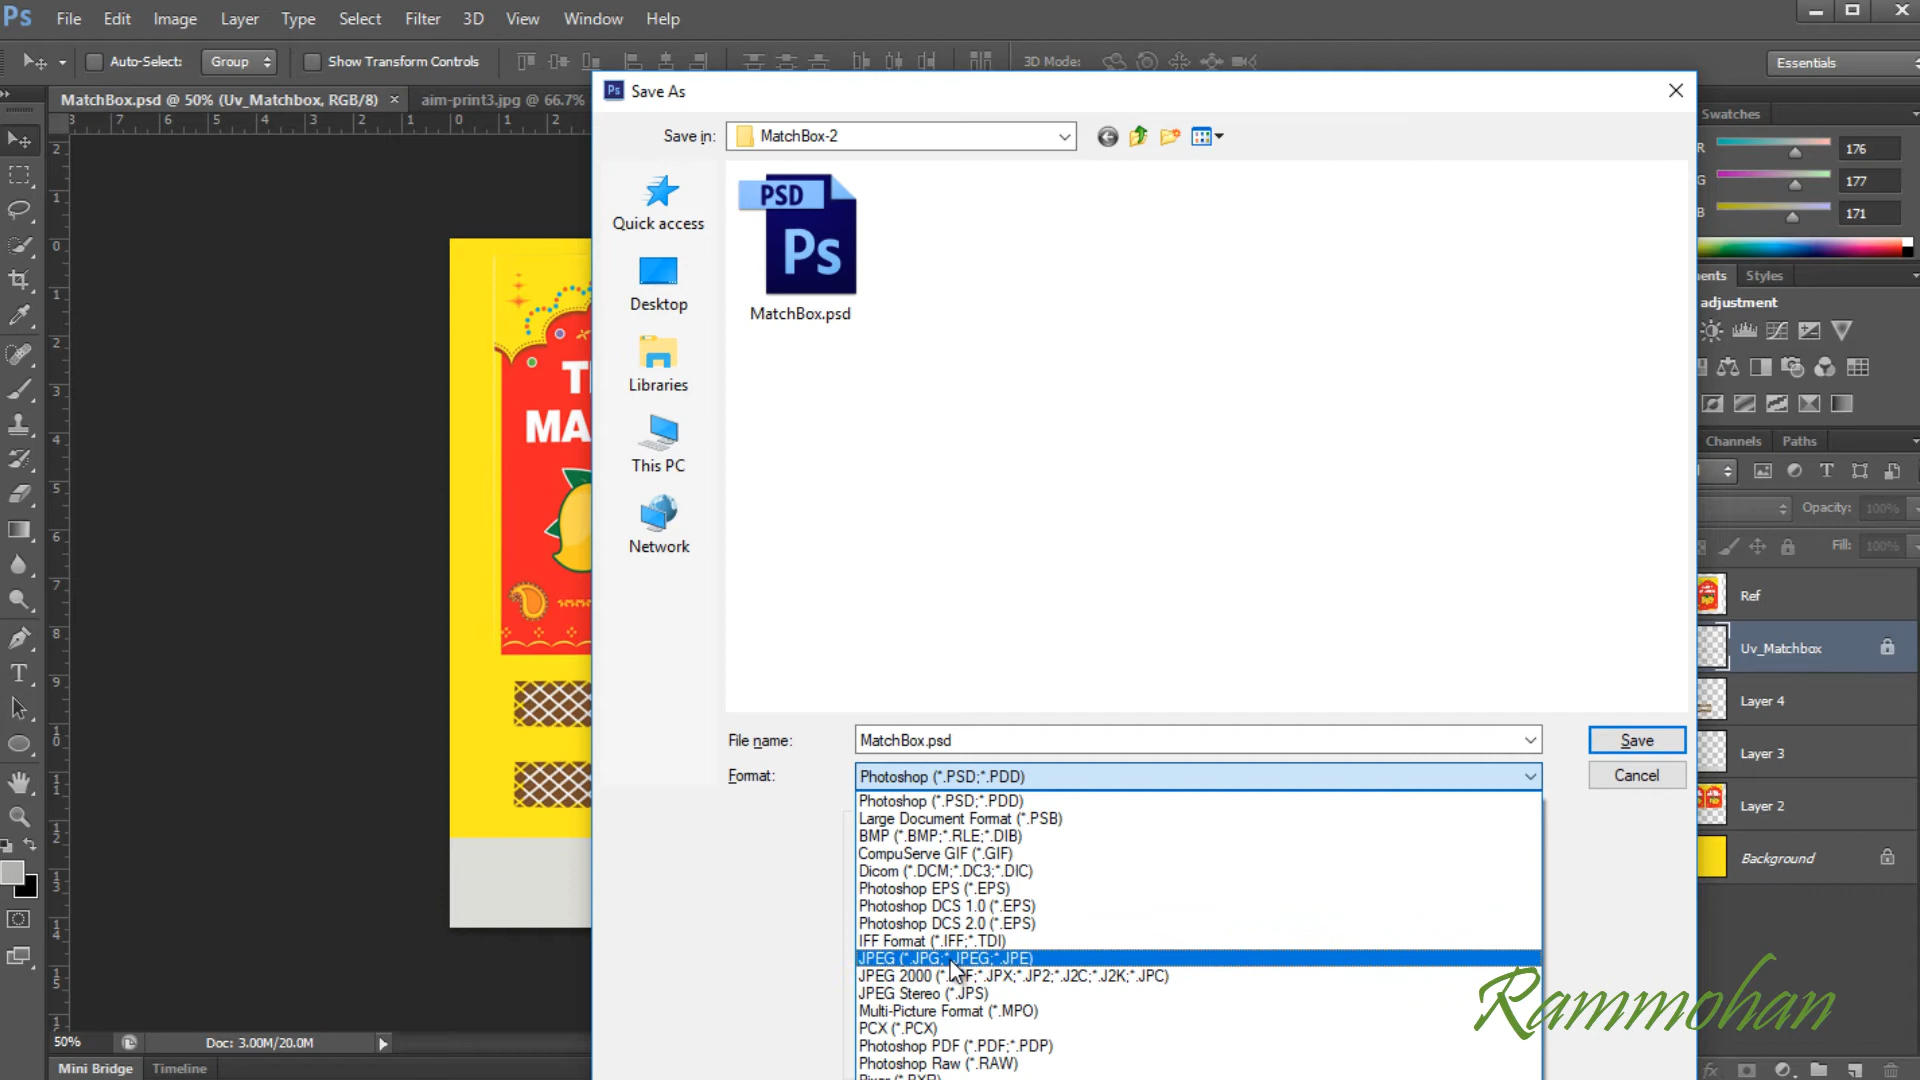 Ps File Edit Image Layer Type Select Filter 3D View Window Help
Auto-Select: Group Show Transform Controls 3D Mode: Essentials
MatchBox.psd @ 50% (Uv_Matchbox, RGB/8) × aim-print3.jpg @ 66.7%
Save As
Save in: MatchBox-2
Quick access
Desktop
Libraries
This PC
Network
PSD
Ps
MatchBox.psd
File name: MatchBox.psd
Save
Format: Photoshop (*.PSD;*.PDD)
Cancel
Photoshop (*.PSD;*.PDD)
Large Document Format (*.PSB)
BMP (*.BMP;*.RLE;*.DIB)
CompuServe GIF (*.GIF)
Dicom (*.DCM;*.DC3;*.DIC)
Photoshop EPS (*.EPS)
Photoshop DCS 1.0 (*.EPS)
Photoshop DCS 2.0 (*.EPS)
IFF Format (*.IFF;*.TDI)
JPEG (*.JPG;*.JPEG;*.JPE)
JPEG 2000 (*.JPX;*.JP2;*.J2C;*.J2K;*.JPC)
JPEG Stereo (*.JPS)
Multi-Picture Format (*.MPO)
PCX (*.PCX)
Photoshop PDF (*.PDF;*.PDP)
Photoshop Raw (*.RAW)
Swatches
R 176
G 177
B 171
Styles
adjustment
Channels Paths
Opacity: 100%
Fill: 100%
Ref
Uv_Matchbox
Layer 4
Layer 3
Layer 2
Background
MA
50% Doc: 3.00M/20.0M
Mini Bridge Timeline
Rammohan